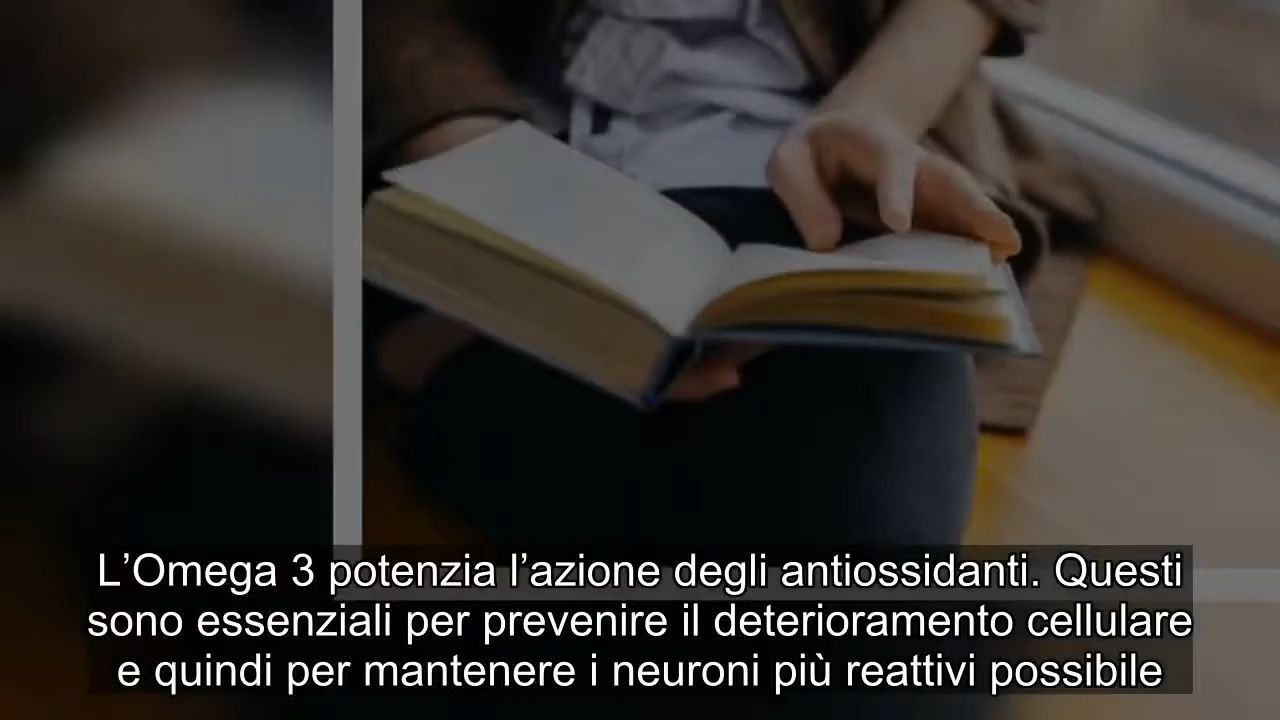 L’Omega 3 potenzia l’azione degli antiossidanti. Questi
sono essenziali per prevenire il deterioramento cellulare
e quindi per mantenere i neuroni più reattivi possibile